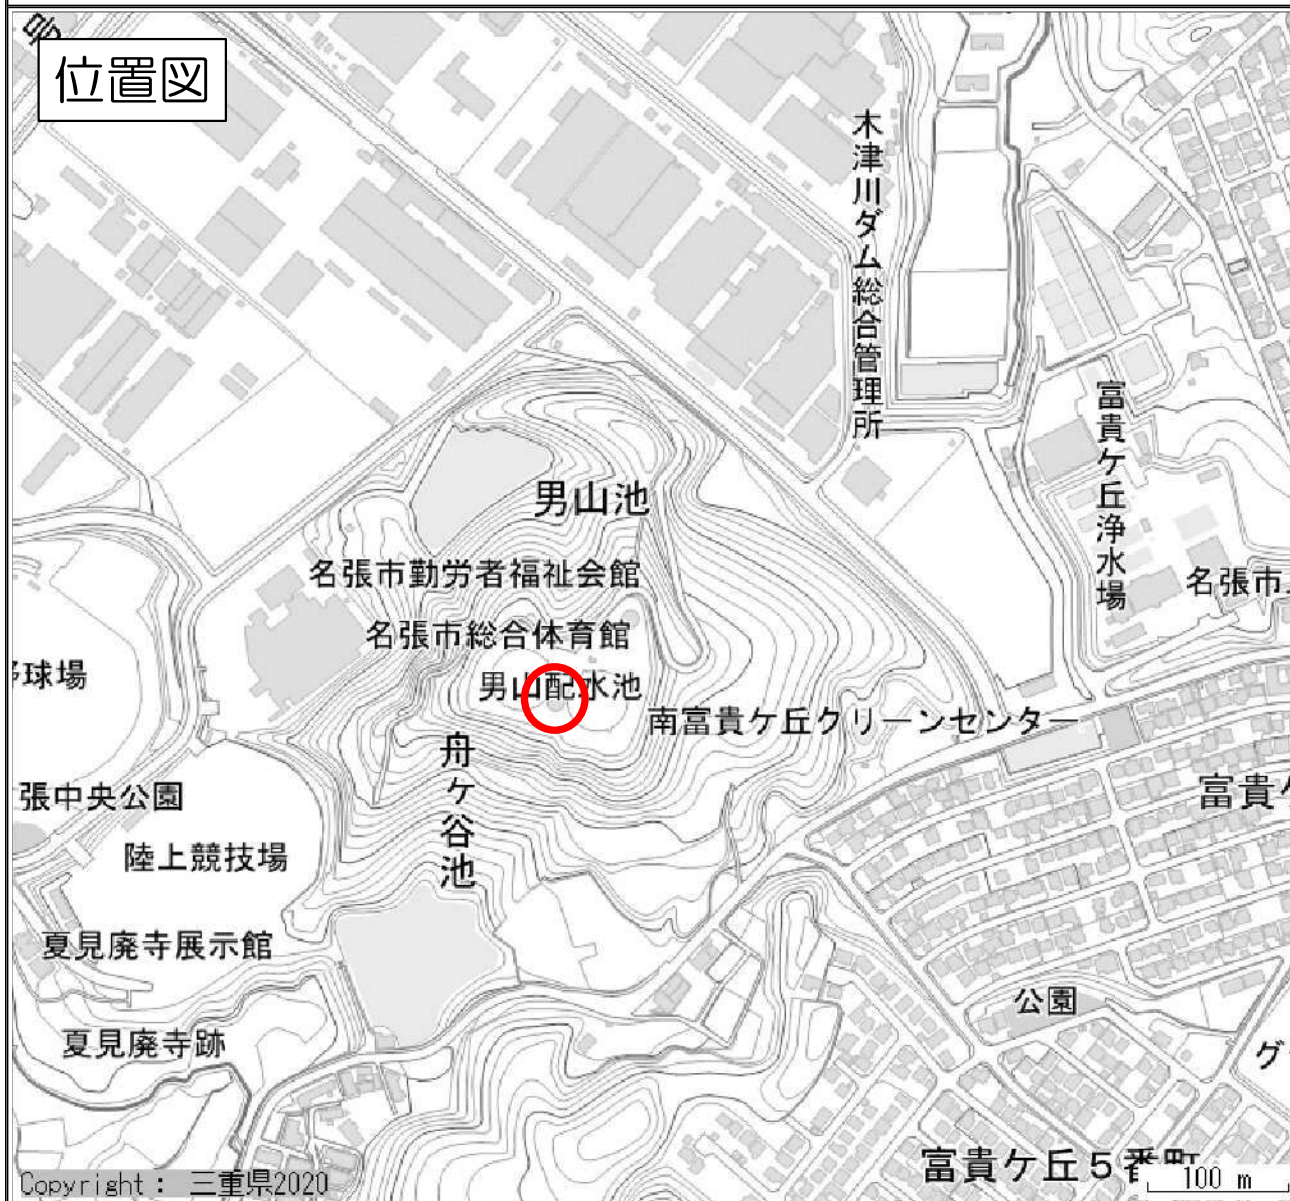 位置図
木津川ダム総合管理所
富貴ケ丘浄水場
男山池
名張市勤労者福祉会館
名張市
名張市総合体育館
球場
男山配水池
南富貴ケ丘クリーンセンター
舟ケ谷池
張中央公園
富貴ケ
陸上競技場
夏見廃寺展示館
公園
夏見廃寺跡
グ
富貴ケ丘5番町
100 m
Copyright : 三重県2020